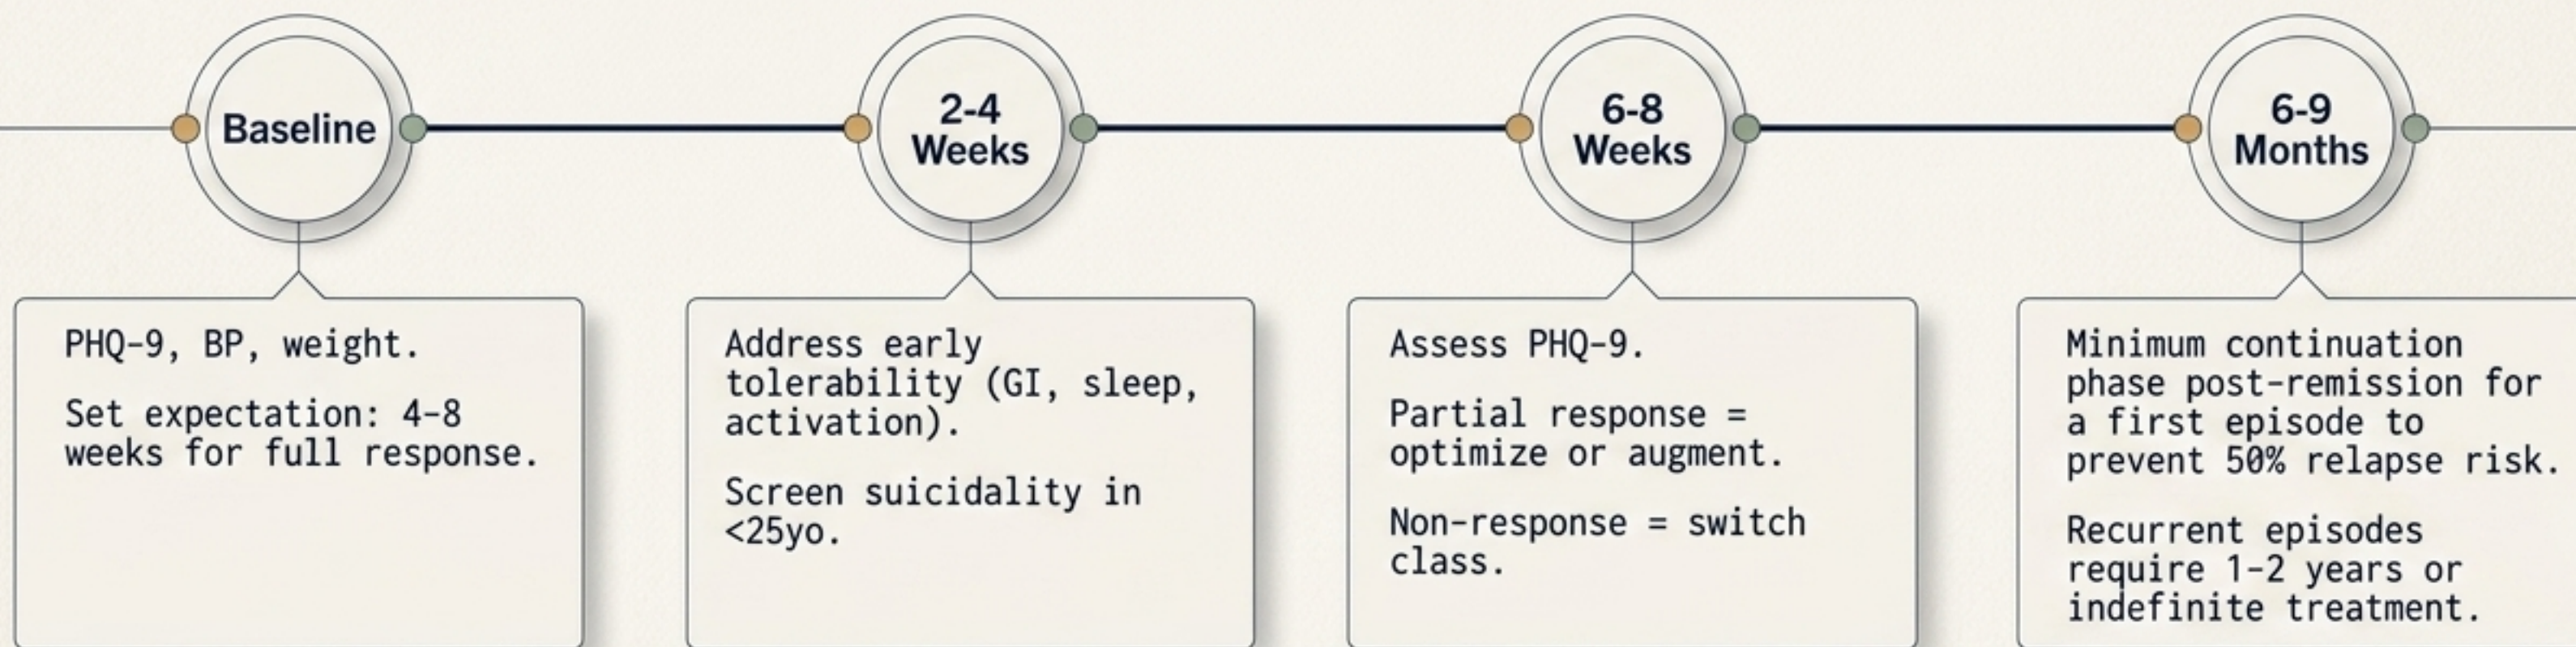 Baseline
2-4
Weeks
6-8
Weeks
6-9
Months
PHQ-9, BP, weight.
Set expectation: 4-8
weeks for full response.
Address early
tolerability (GI, sleep,
activation).
Screen suicidality in
<25yo.
Assess PHQ-9.
Partial response =
optimize or augment.
Non-response = switch
class.
Minimum continuation
phase post-remission for
a first episode to
prevent 50% relapse risk.
Recurrent episodes
require 1-2 years or
indefinite treatment.